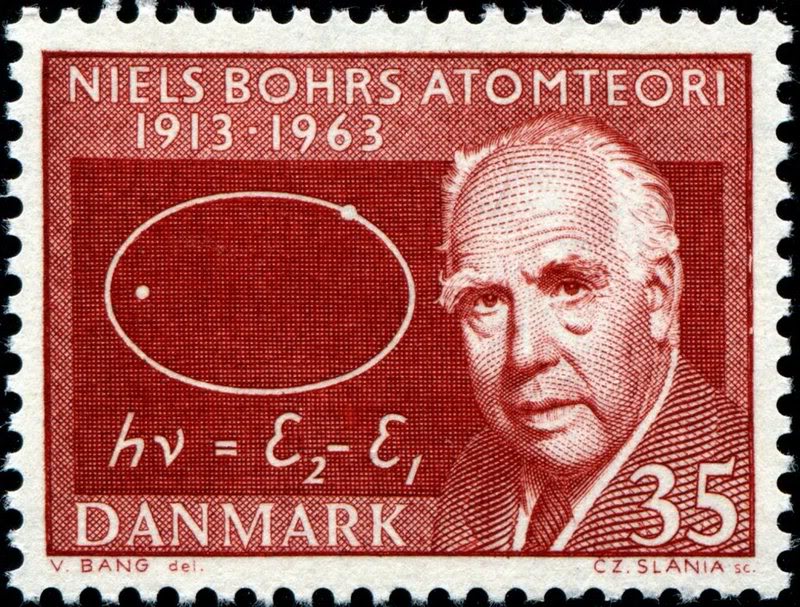 NIELS BOHRS ATOMTEORI
1913·1963
hν = ℰ₂–ℰ₁
DANMARK
35
V. BANG del.
CZ. SLANIA sc.